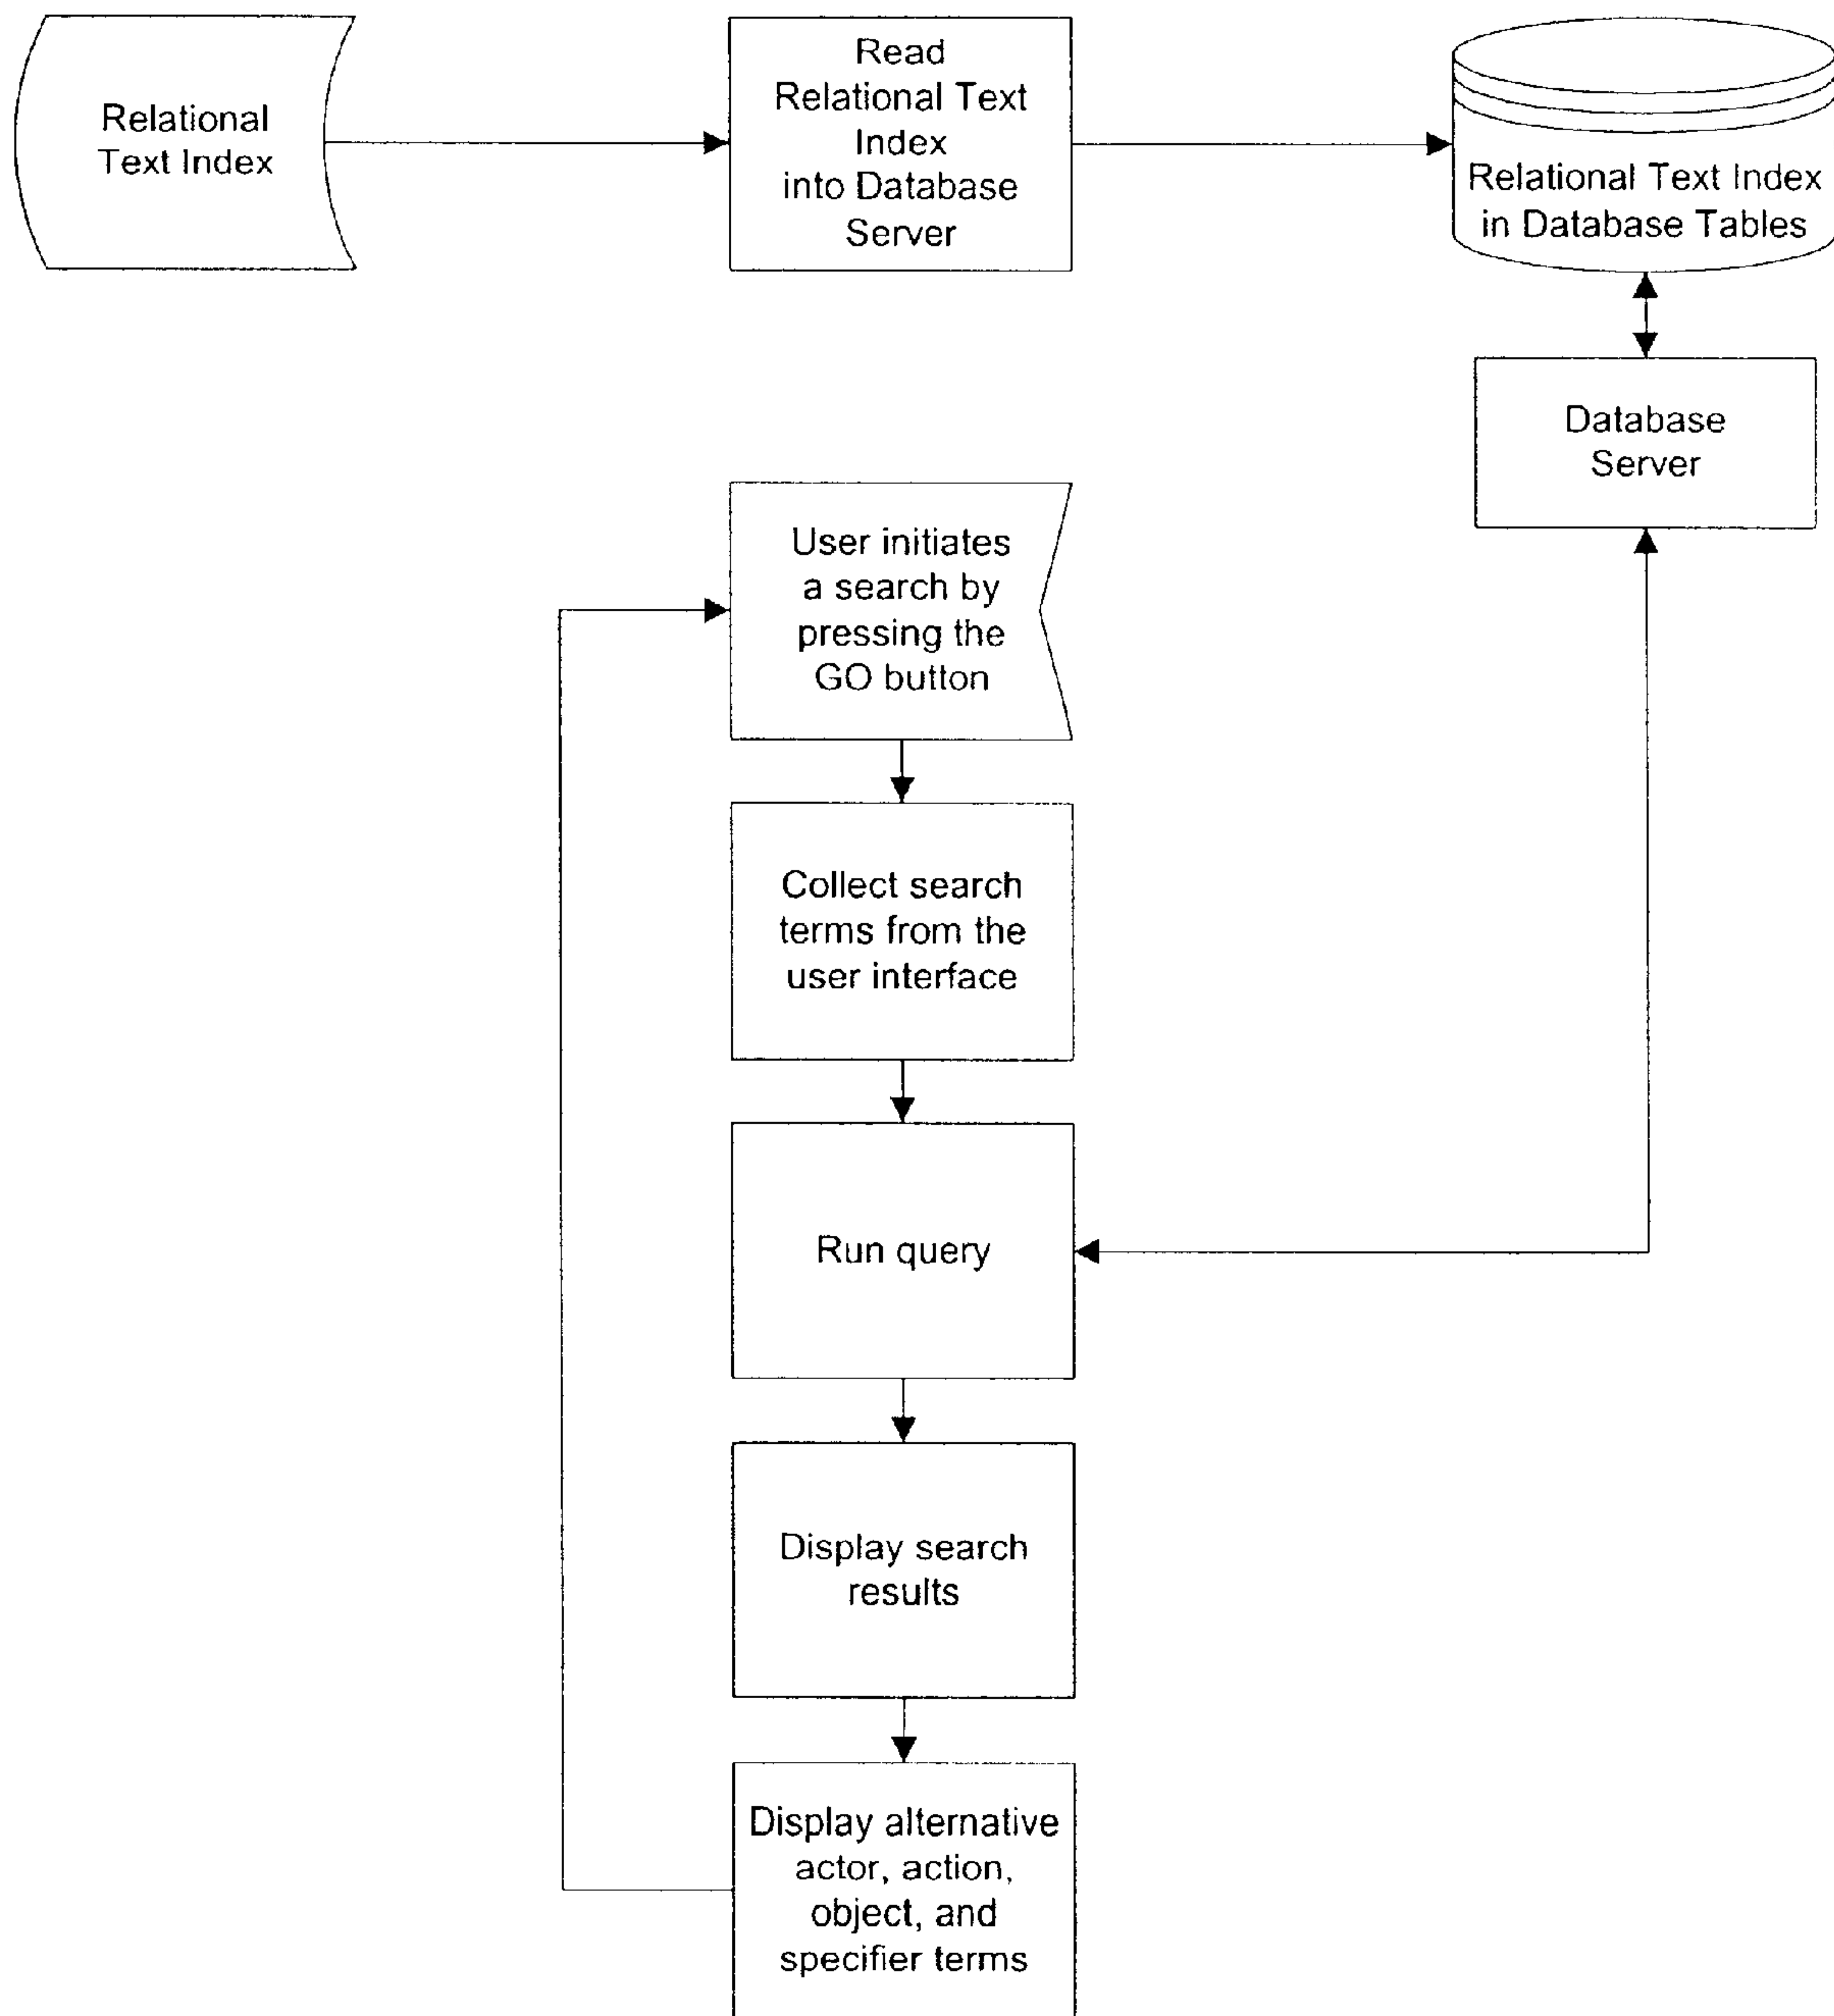 Relational
Text Index
Read
Relational Text
Index
into Database
Server
Relational Text Index
in Database Tables
Database
Server
User initiates
a search by
pressing the
GO button
Collect search
terms from the
user interface
Run query
Display search
results
Display alternative
actor, action,
object, and
specifier terms